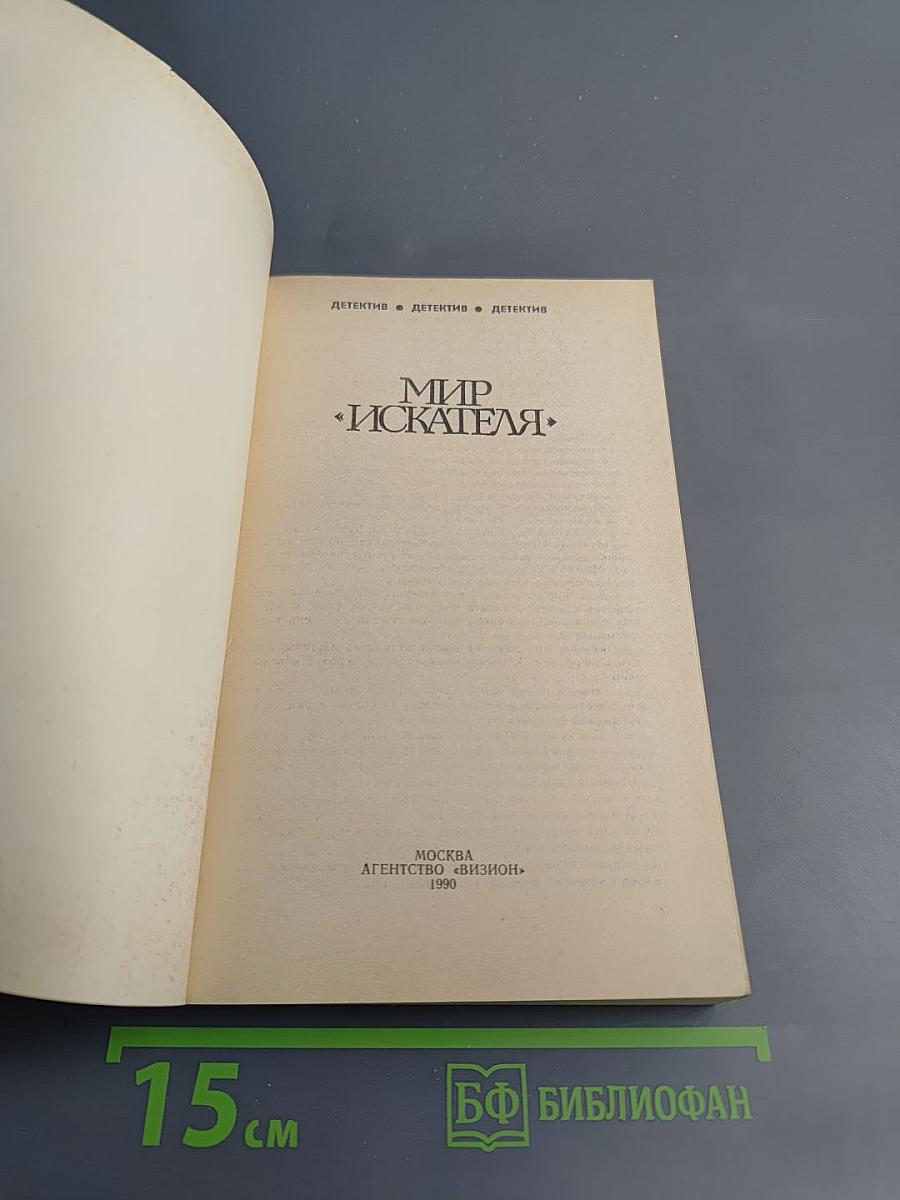 ДЕТЕКТИВ ● ДЕТЕКТИВ ● ДЕТЕКТИВ
МИР
«ИСКАТЕЛЯ»
МОСКВА
АГЕНТСТВО «ВИЗИОН»
1990
15 см
БФ БИБЛИОФАН